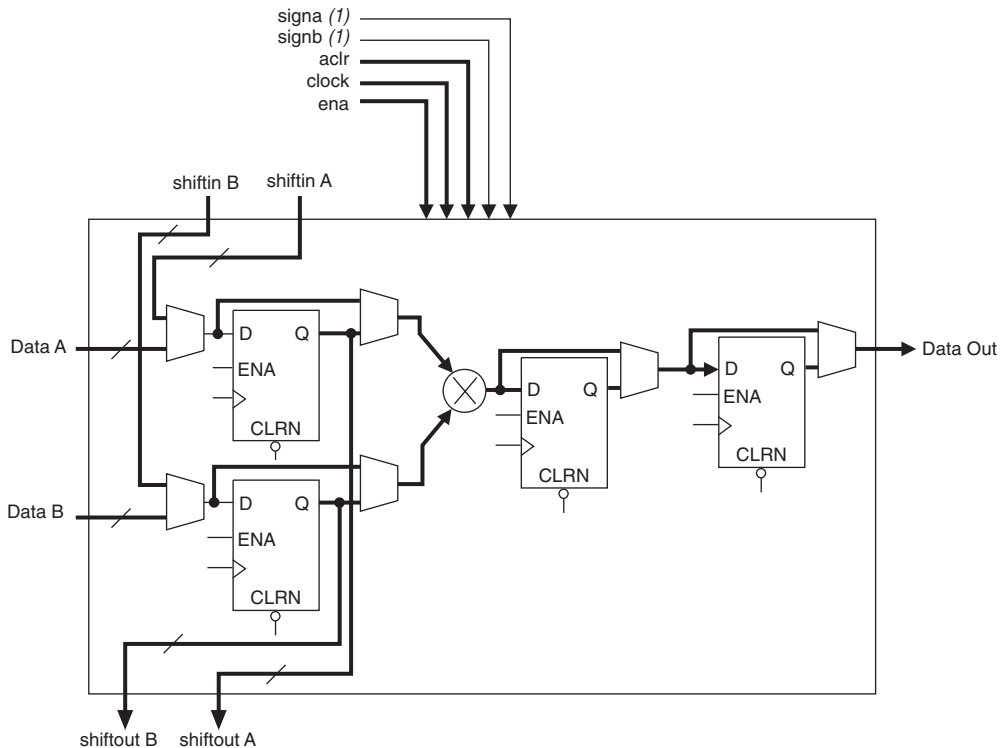 signa (1)
signb (1)
aclr
clock
ena
shiftin B
shiftin A
Data A
D Q
ENA
CLRN
Data B
D Q
ENA
CLRN
D Q
ENA
CLRN
D Q
ENA
CLRN
Data Out
shiftout B
shiftout A